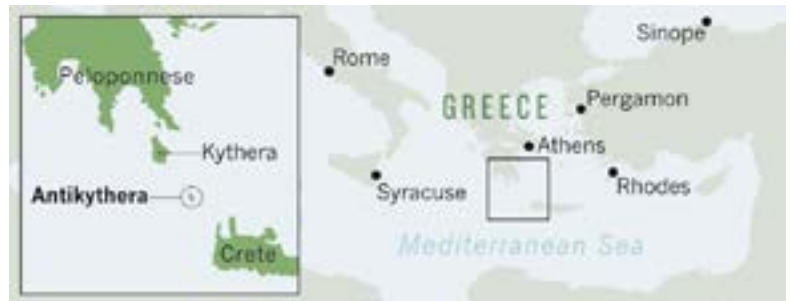 Peloponnese
Kythera
Antikythera
Crete
Rome
Sinope
GREECE
Pergamon
Athens
Syracuse
Rhodes
Mediterranean Sea